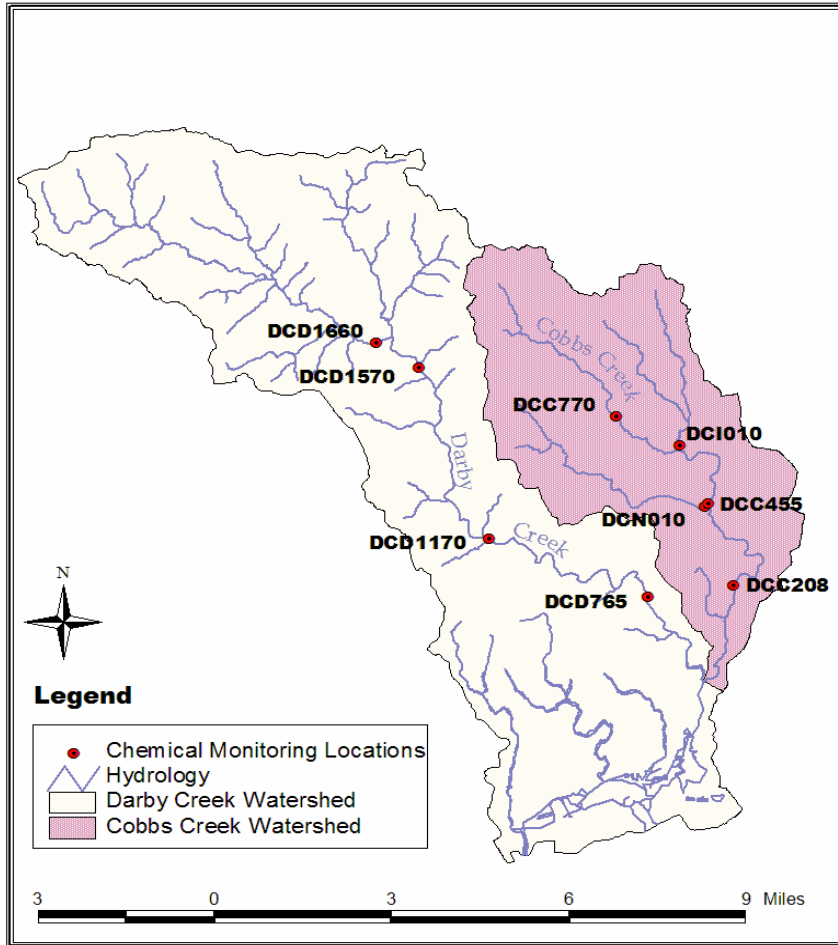 Cobbs Creek
DCD1660
DCD1570
DCC770
DCI010
Darby
DCC455
DCN010
DCD1170
Creek
DCC208
DCD765
N
Legend
Chemical Monitoring Locations
Hydrology
Darby Creek Watershed
Cobbs Creek Watershed
3 0 3 6 9 Miles